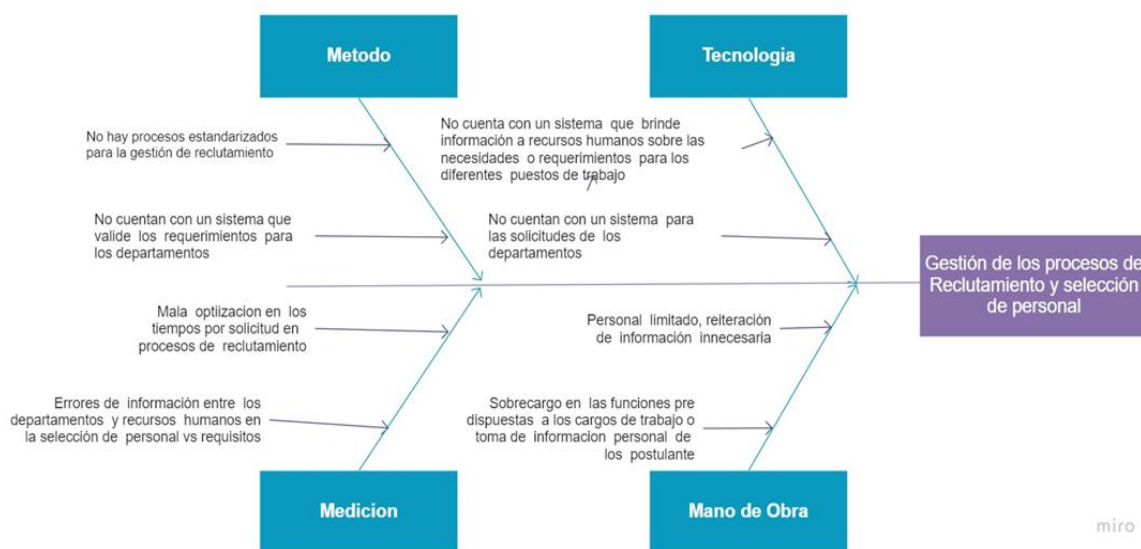 Metodo
Tecnologia
No hay procesos estandarizados
para la gestión de reclutamiento
No cuenta con un sistema que brinde
información a recursos humanos sobre las
necesidades o requerimientos para los
diferentes puestos de trabajo
No cuentan con un sistema que
valide los requerimientos para
los departamentos
No cuentan con un sistema para
las solicitudes de los
departamentos
Gestión de los procesos de
Reclutamiento y selección
de personal
Mala optiizacion en los
tiempos por solicitud en
procesos de reclutamiento
Personal limitado, reiteración
de información innecesaria
Errores de información entre los
departamentos y recursos humanos en
la selección de personal vs requisitos
Sobrecargo en las funciones pre
dispuestas a los cargos de trabajo o
toma de informacion personal de
los postulante
Medicion
Mano de Obra
miro